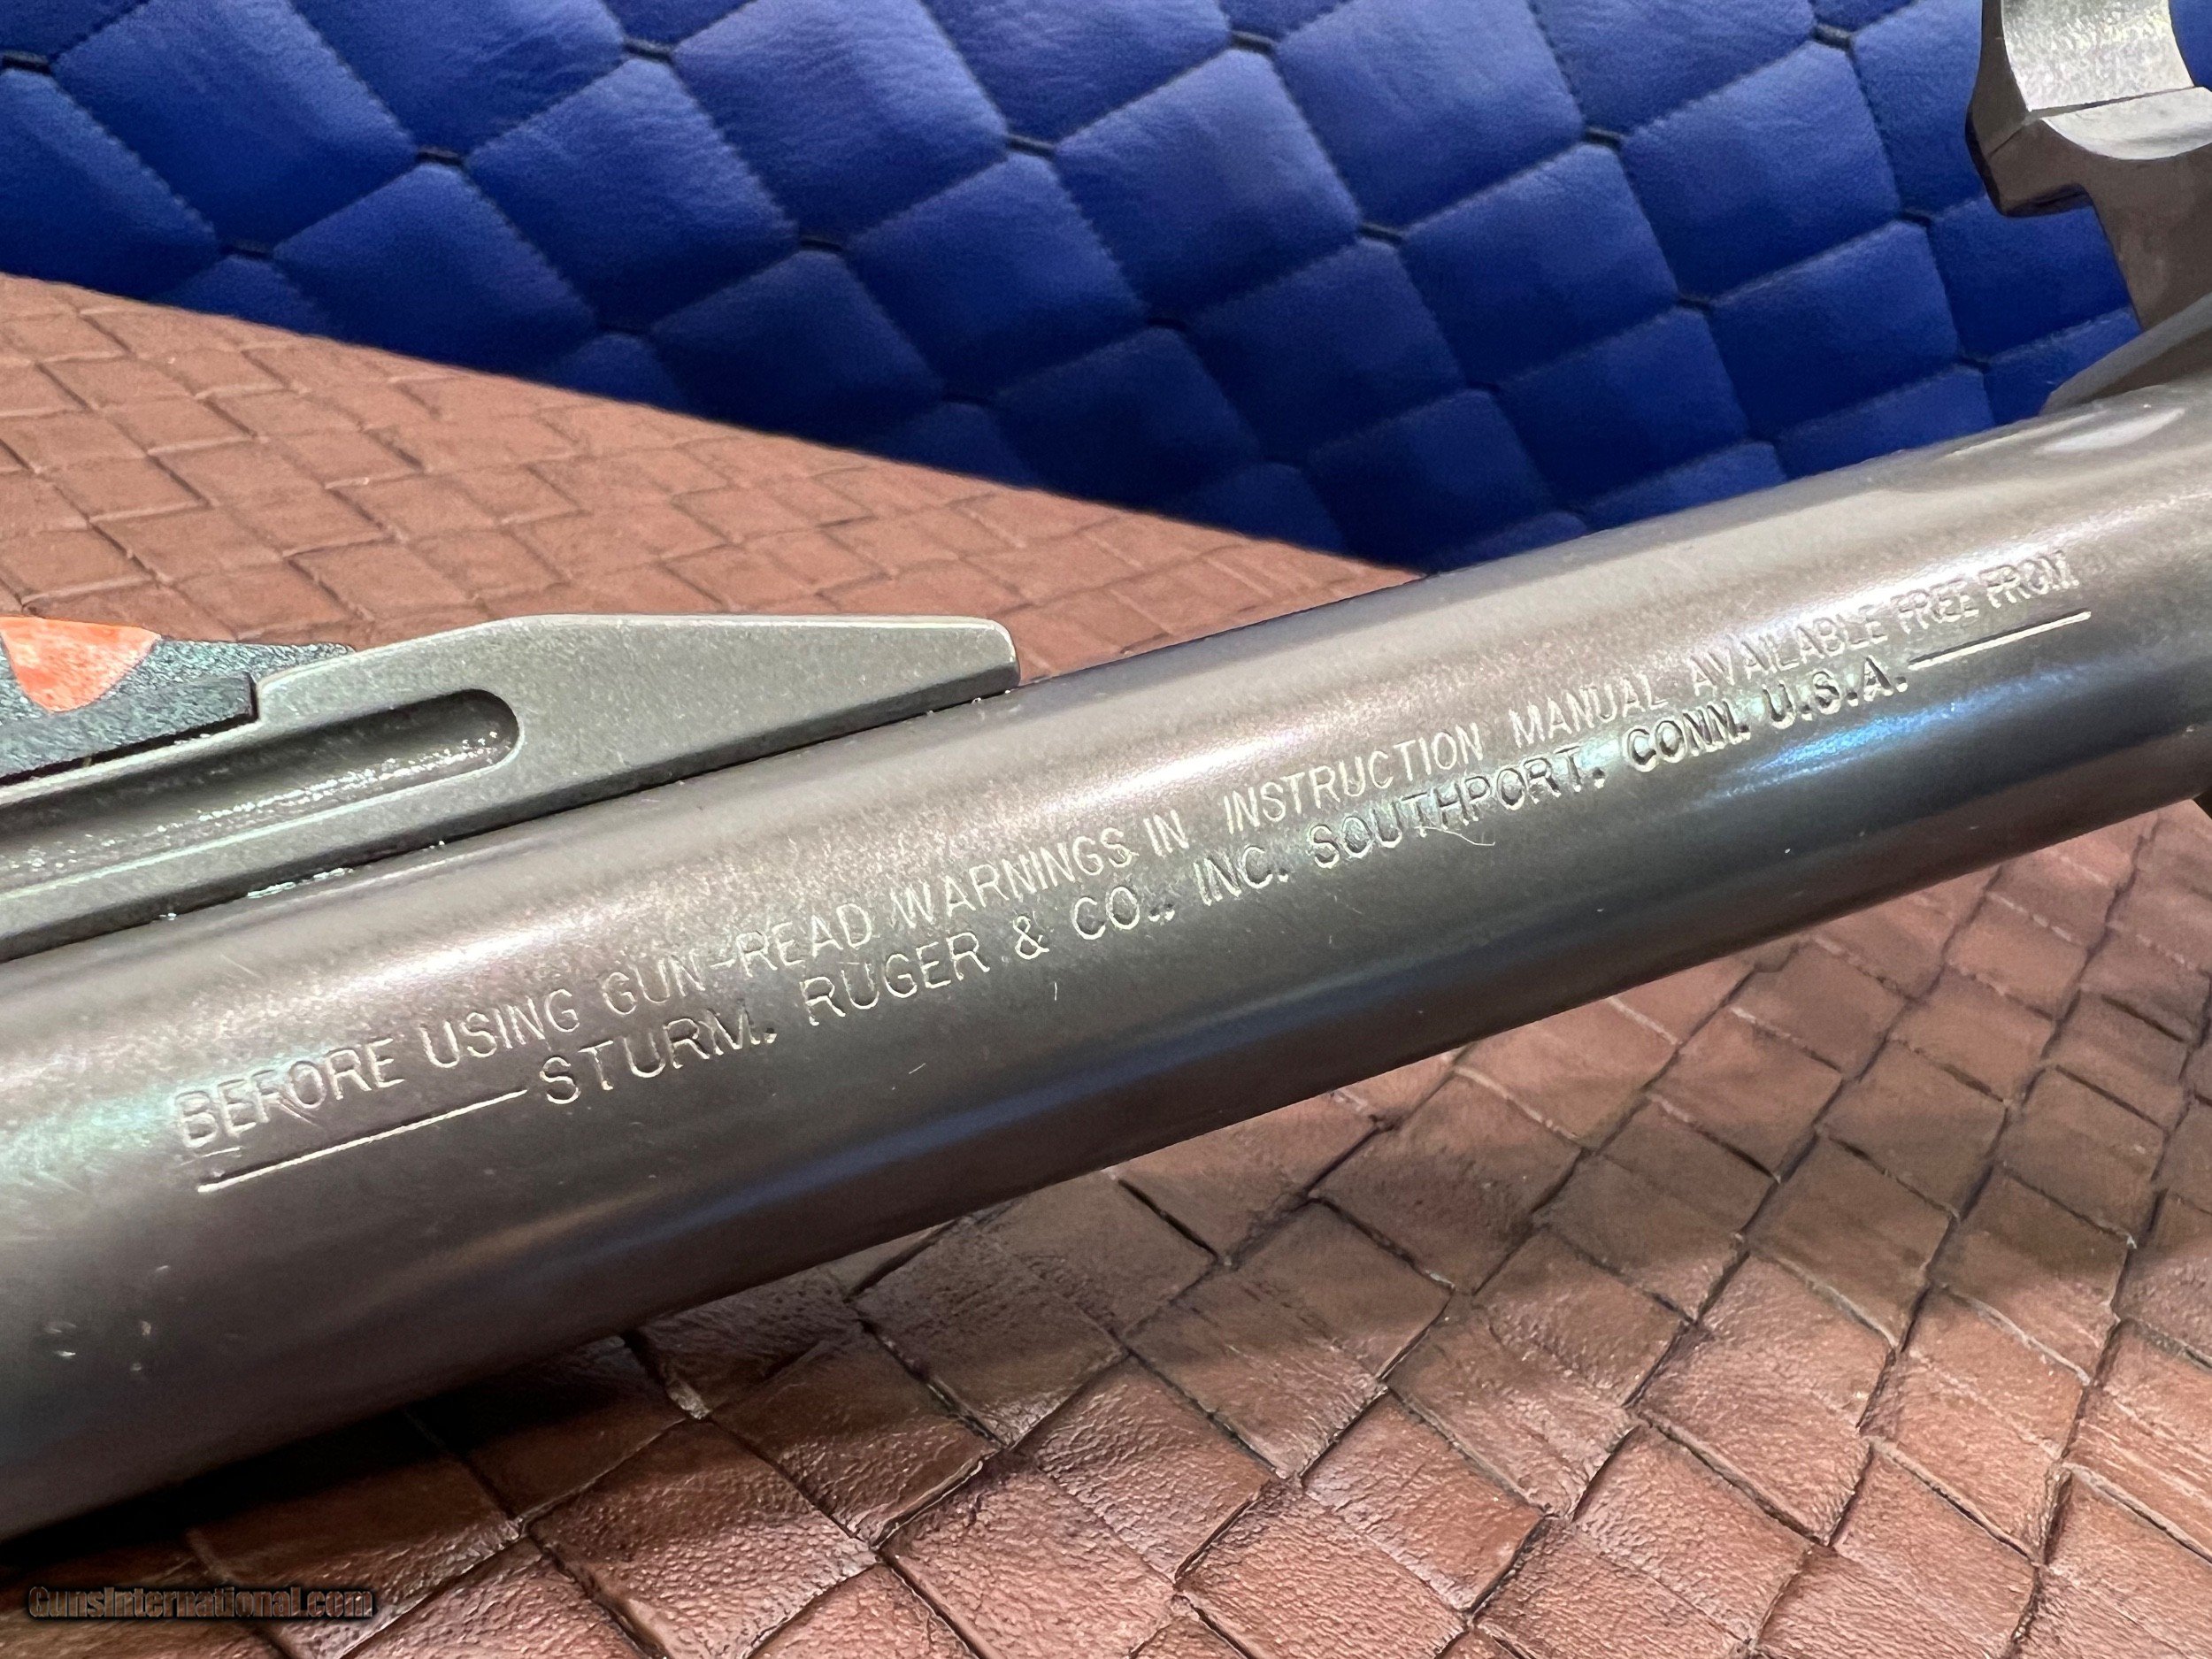 BEFORE USING GUN-READ WARNINGS IN INSTRUCTION MANUAL AVAILABLE FREE FROM
STURM, RUGER & CO., INC. SOUTHPORT, CONN. U.S.A.
GunsInternational.com